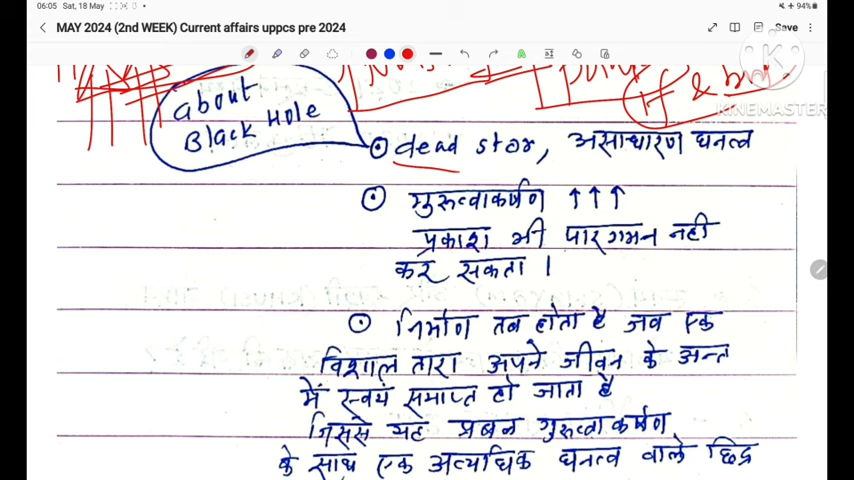 06:05 Sat, 18 May
94%
MAY 2024 (2nd WEEK) Current affairs uppcs pre 2024
Save
if &
KINEMASTER
about
Black Hole
dead star, असाधारण घनत्व
गुरुत्वाकर्षण ↑↑↑
प्रकाश भी पारगमन नही
कर सकता ।
निर्माण तब होता है जब एक
विशाल तारा अपने जीवन के अन्त
में स्वयं समाप्त हो जाता है
जिससे यह प्रबल गुरुत्वाकर्षण
के साथ एक अत्यधिक घनत्व वाले छिद्र